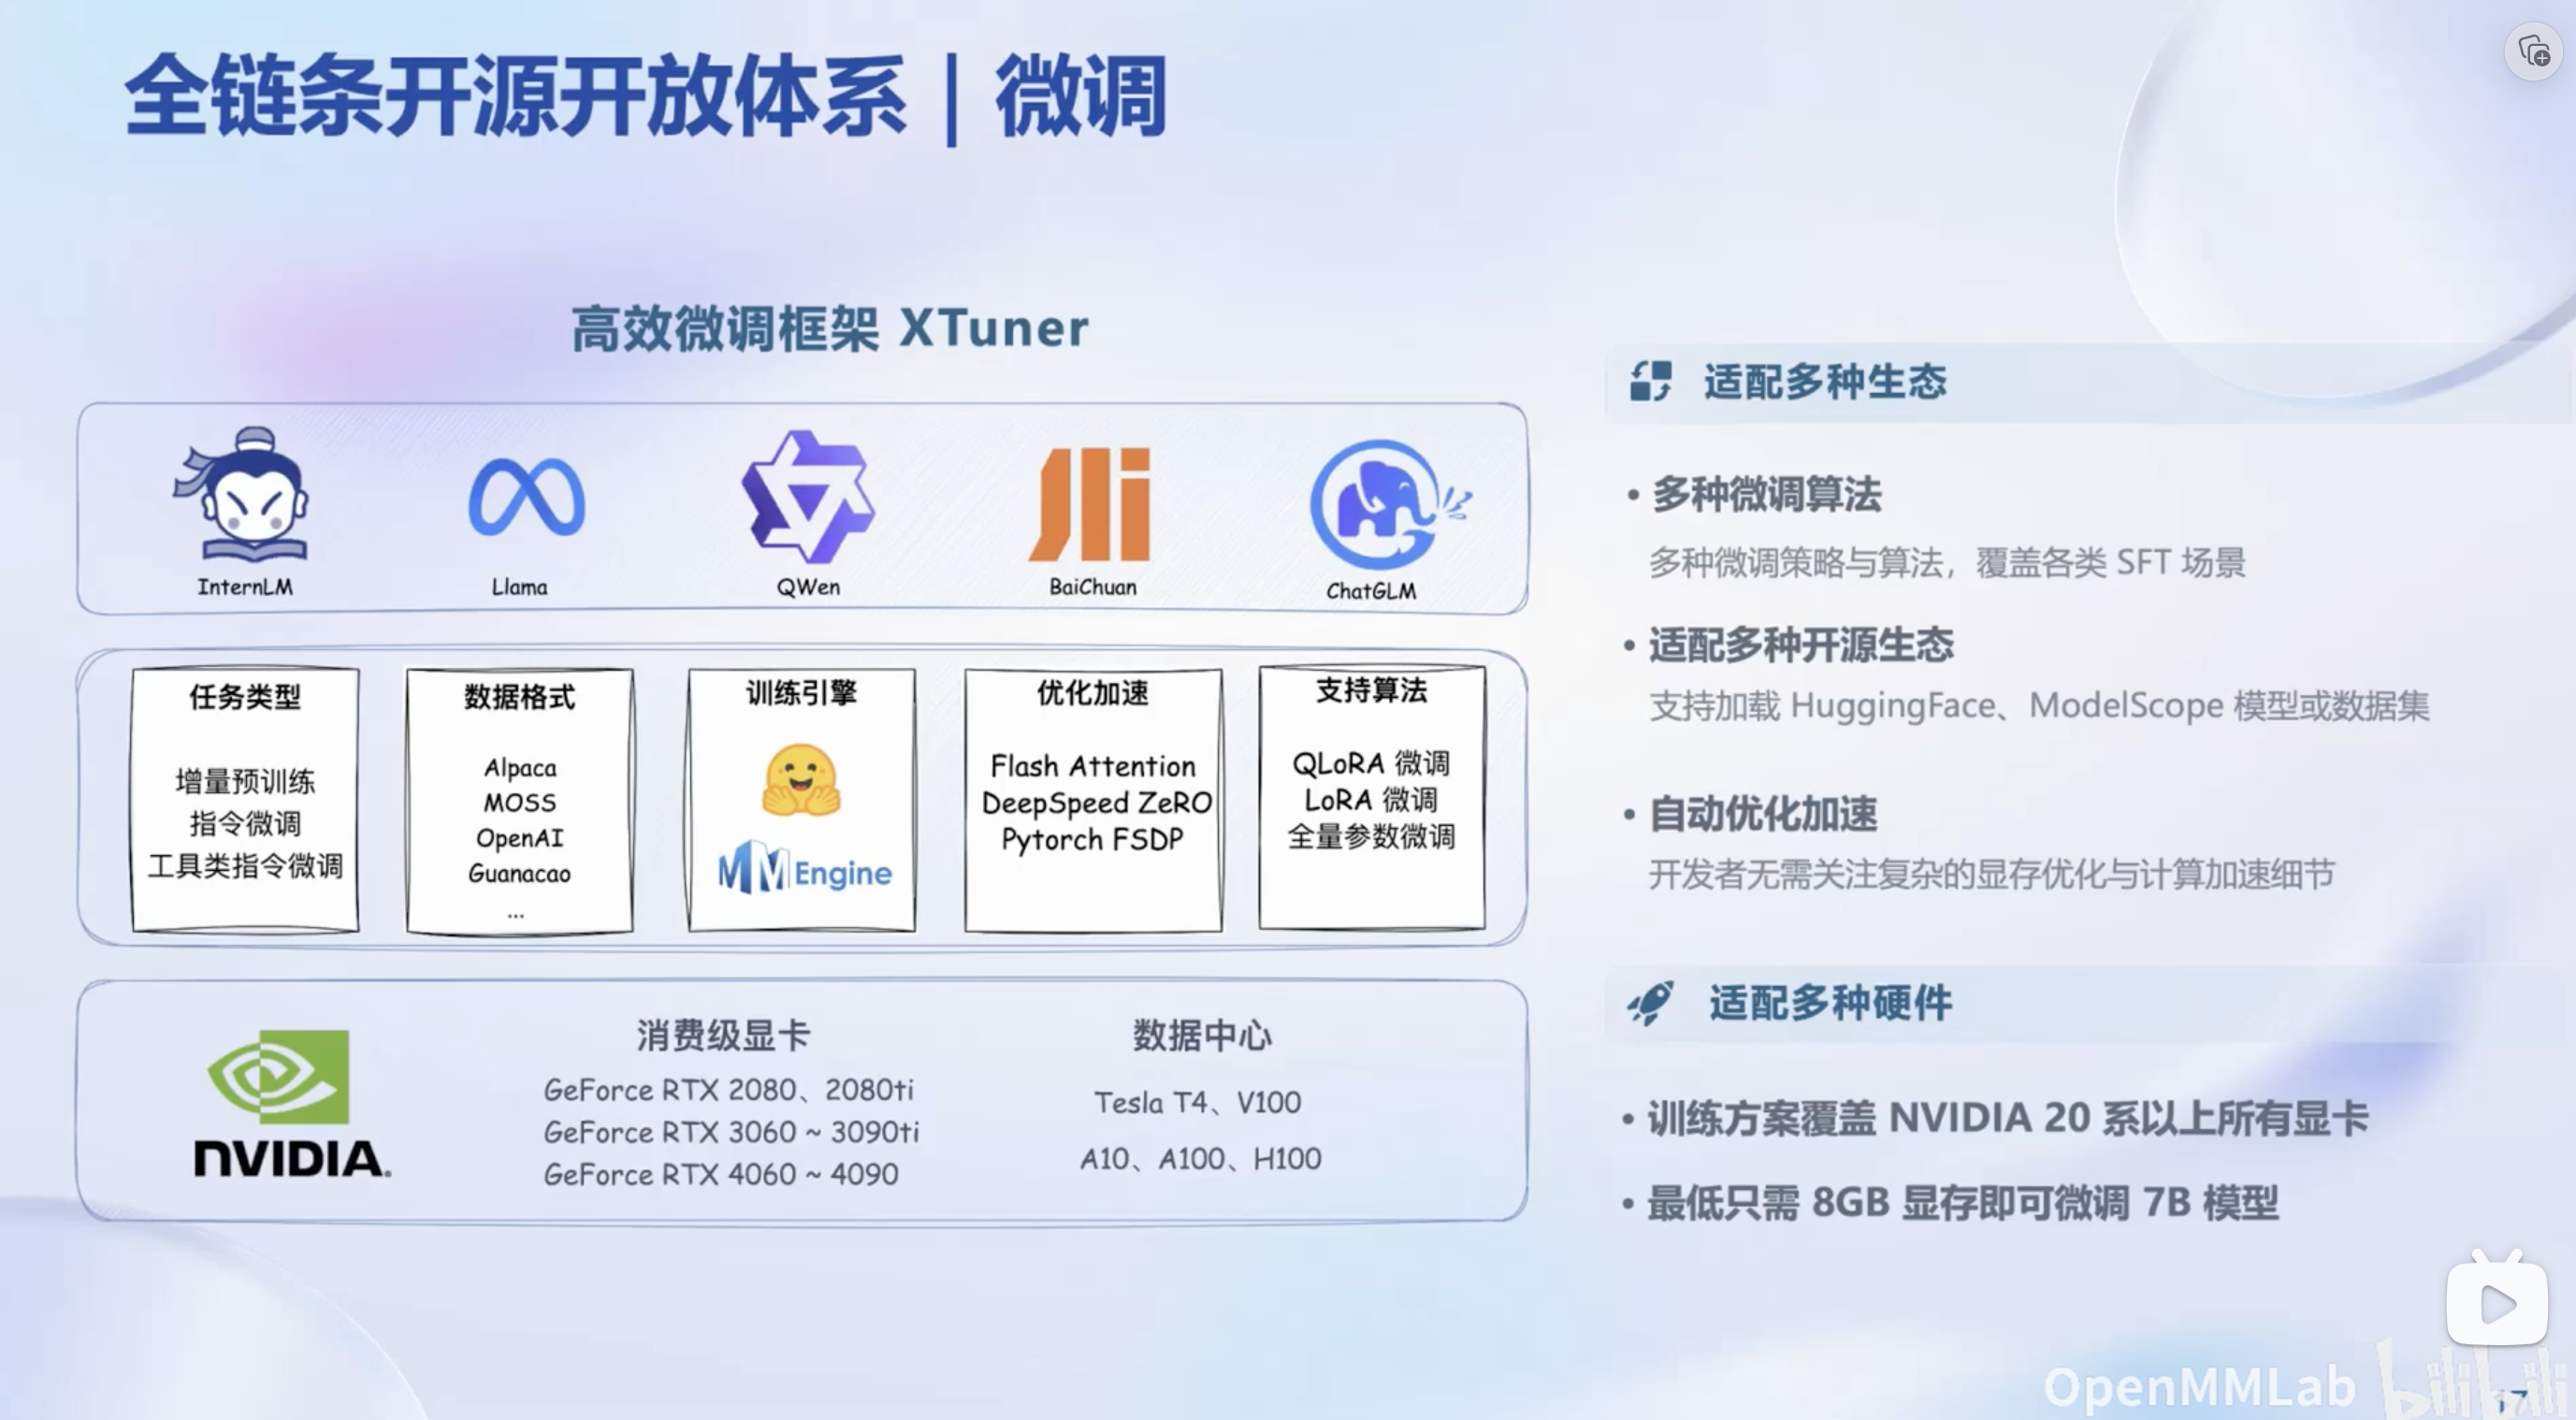 全链条开源开放体系 | 微调
高效微调框架 XTuner
InternLM
Llama
QWen
BaiChuan
ChatGLM
任务类型
增量预训练
指令微调
工具类指令微调
数据格式
Alpaca
MOSS
OpenAI
Guanacao
...
训练引擎
MMEngine
优化加速
Flash Attention
DeepSpeed ZeRO
Pytorch FSDP
支持算法
QLoRA 微调
LoRA 微调
全量参数微调
NVIDIA.
消费级显卡
GeForce RTX 2080、2080ti
GeForce RTX 3060 ~ 3090ti
GeForce RTX 4060 ~ 4090
数据中心
Tesla T4、V100
A10、A100、H100
适配多种生态
• 多种微调算法
多种微调策略与算法，覆盖各类 SFT 场景
• 适配多种开源生态
支持加载 HuggingFace、ModelScope 模型或数据集
• 自动优化加速
开发者无需关注复杂的显存优化与计算加速细节
适配多种硬件
• 训练方案覆盖 NVIDIA 20 系以上所有显卡
• 最低只需 8GB 显存即可微调 7B 模型
OpenMMLab bilibili
17